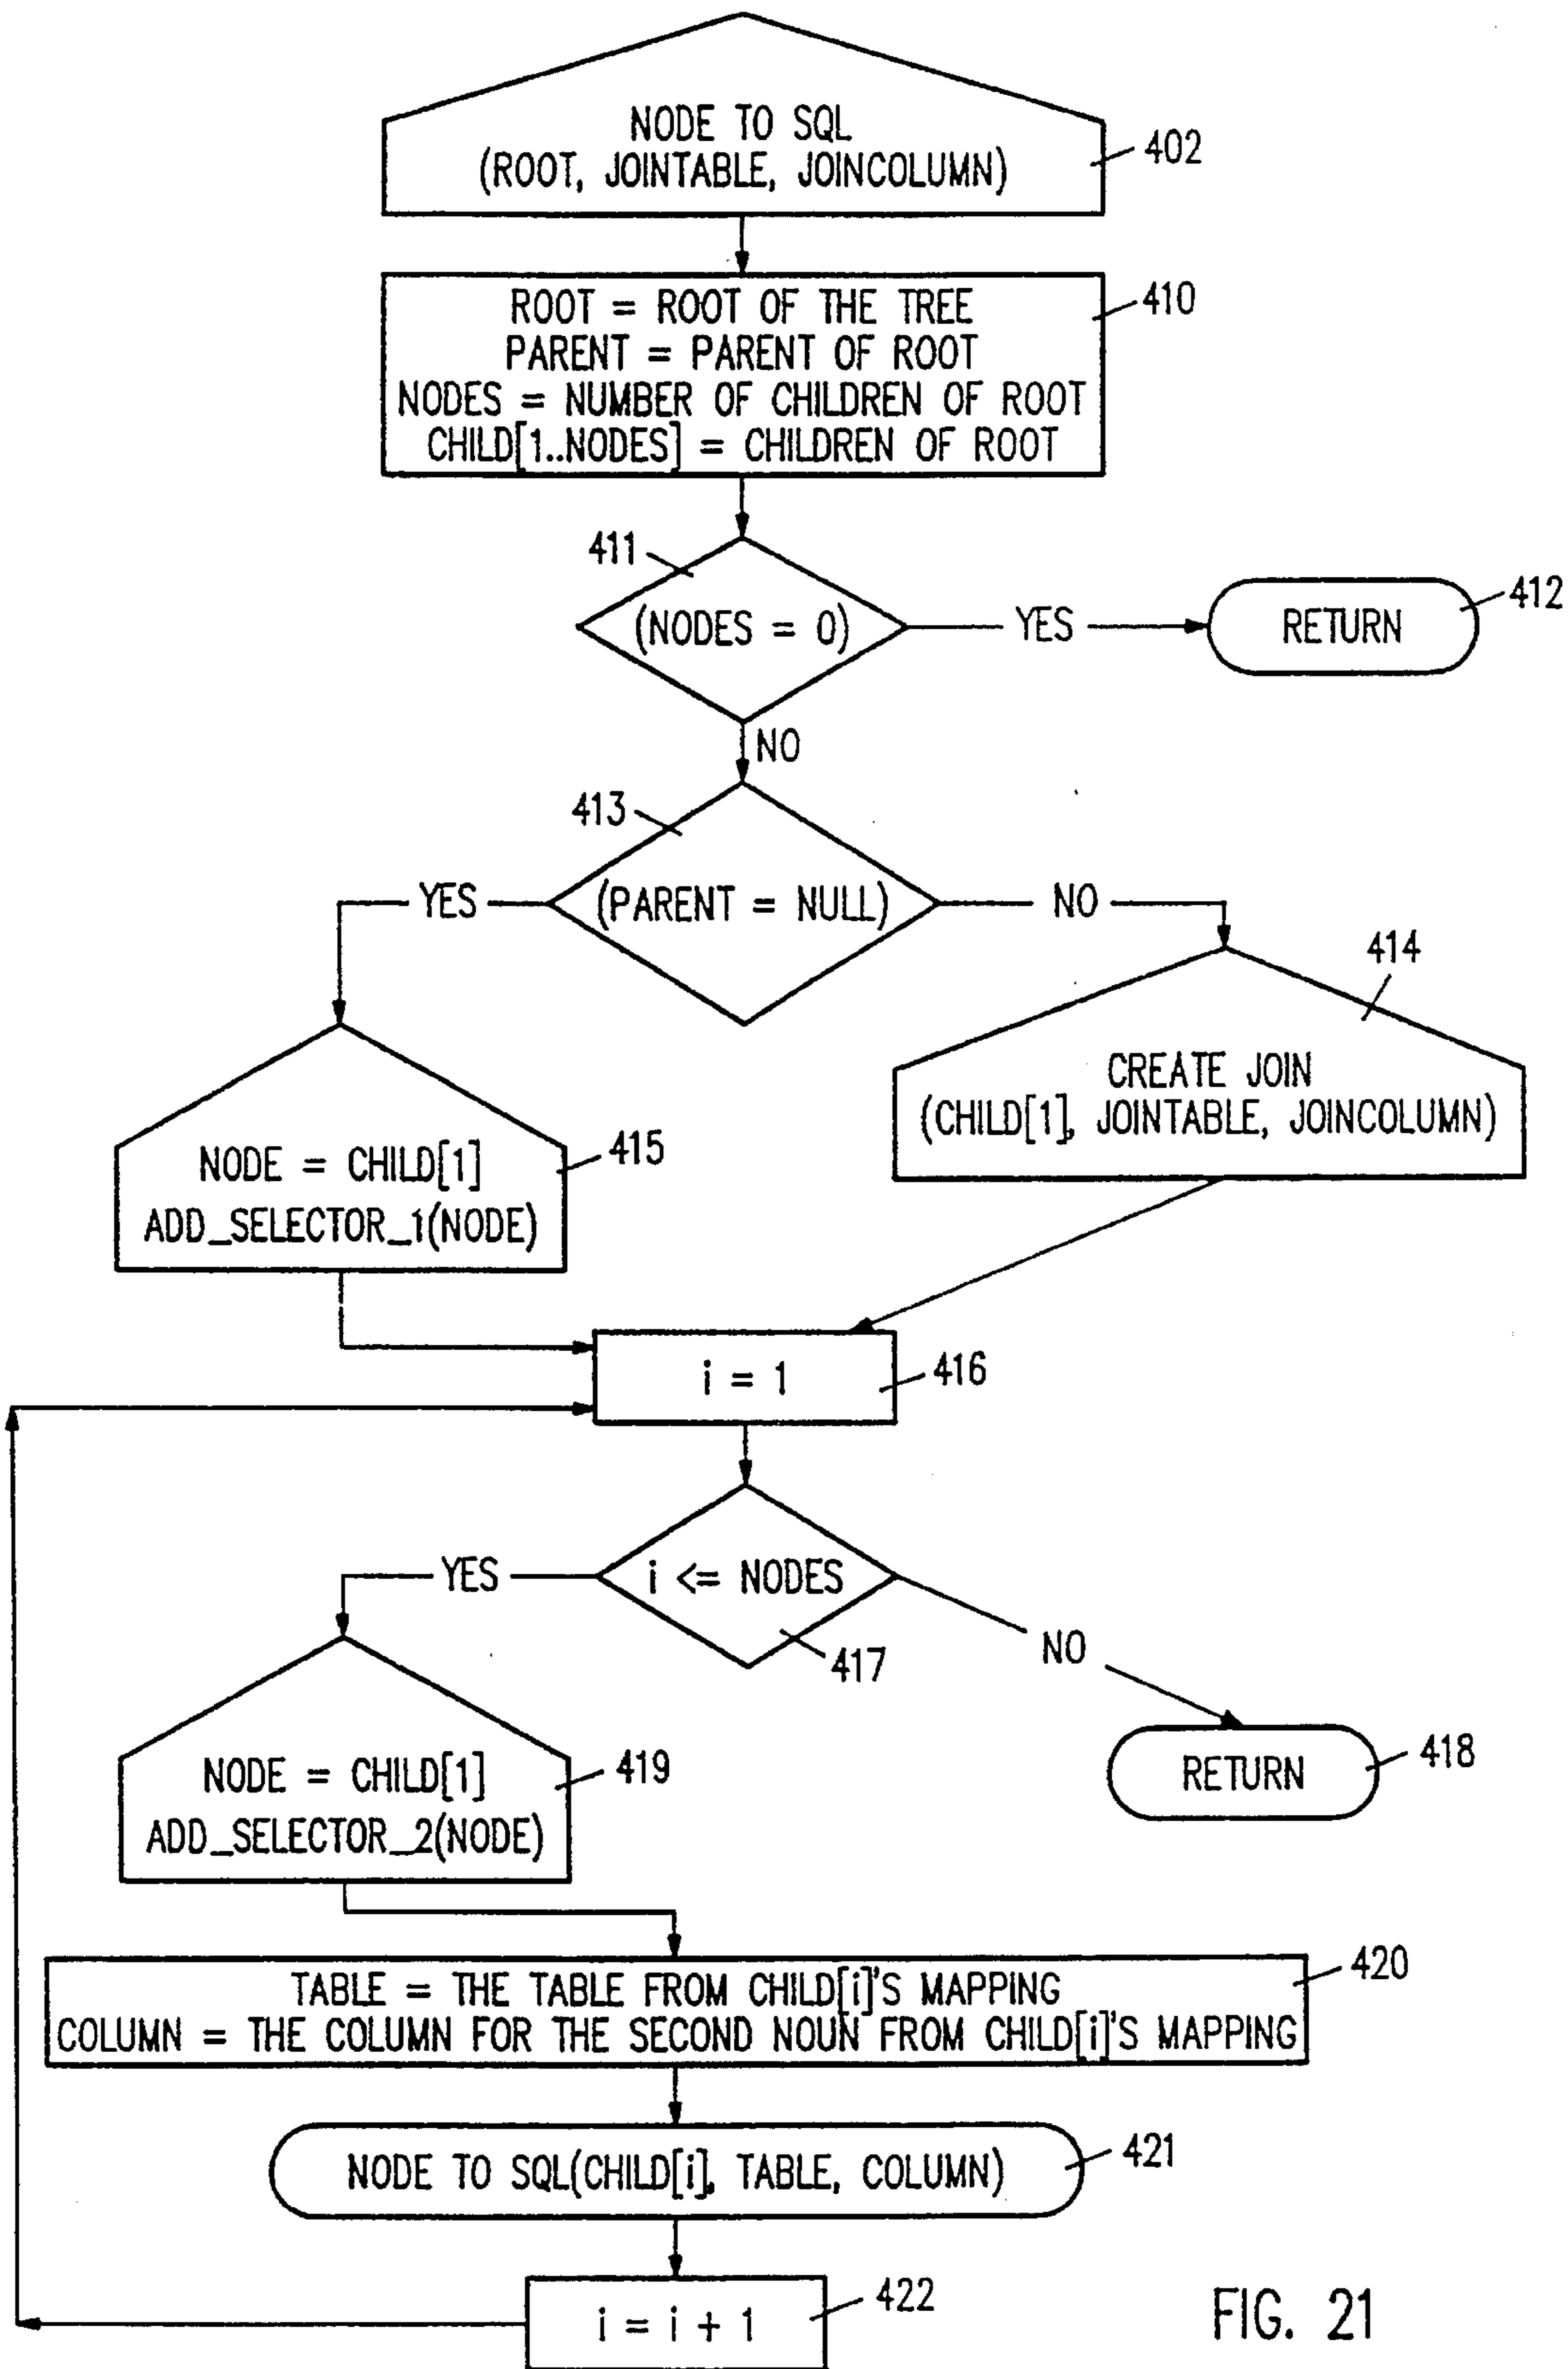 NODE TO SQL
(ROOT, JOINTABLE, JOINCOLUMN)
402
ROOT = ROOT OF THE TREE
PARENT = PARENT OF ROOT
NODES = NUMBER OF CHILDREN OF ROOT
CHILD[1..NODES] = CHILDREN OF ROOT
410
411
(NODES = 0)
YES
RETURN
412
NO
413
(PARENT = NULL)
YES
NO
414
CREATE JOIN
(CHILD[1], JOINTABLE, JOINCOLUMN)
NODE = CHILD[1]
ADD_SELECTOR_1(NODE)
415
i = 1
416
i <= NODES
YES
NO
417
RETURN
418
NODE = CHILD[1]
ADD_SELECTOR_2(NODE)
419
TABLE = THE TABLE FROM CHILD[i]'S MAPPING
COLUMN = THE COLUMN FOR THE SECOND NOUN FROM CHILD[i]'S MAPPING
420
NODE TO SQL(CHILD[i], TABLE, COLUMN)
421
i = i + 1
422
FIG. 21